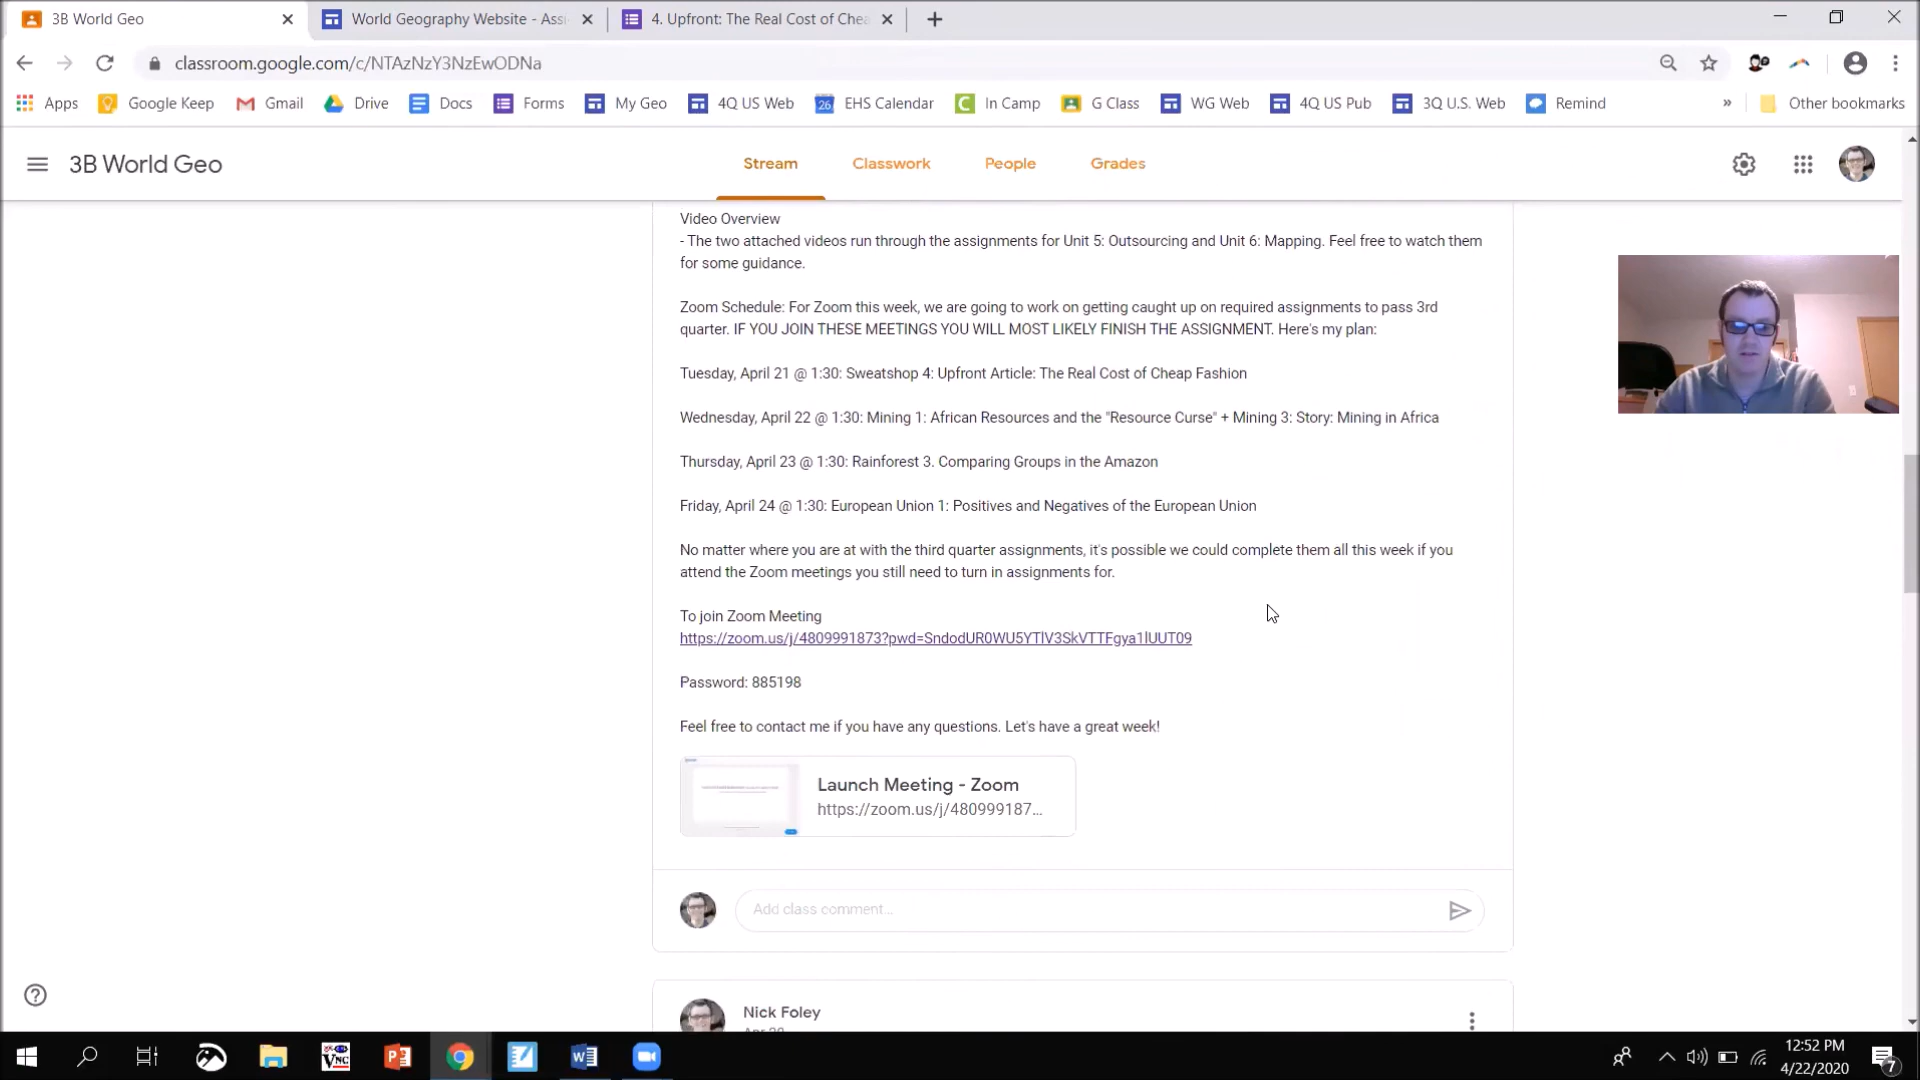 3B World Geo
World Geography Website - Assi
4. Upfront: The Real Cost of Chea
classroom.google.com/c/NTAzNzY3NzEwODNa
Apps
Google Keep
Gmail
Drive
Docs
Forms
My Geo
4Q US Web
EHS Calendar
In Camp
G Class
WG Web
4Q US Pub
3Q U.S. Web
Remind
»
Other bookmarks
3B World Geo
Stream
Classwork
People
Grades
Video Overview
- The two attached videos run through the assignments for Unit 5: Outsourcing and Unit 6: Mapping. Feel free to watch them
for some guidance.
Zoom Schedule: For Zoom this week, we are going to work on getting caught up on required assignments to pass 3rd
quarter. IF YOU JOIN THESE MEETINGS YOU WILL MOST LIKELY FINISH THE ASSIGNMENT. Here's my plan:
Tuesday, April 21 @ 1:30: Sweatshop 4: Upfront Article: The Real Cost of Cheap Fashion
Wednesday, April 22 @ 1:30: Mining 1: African Resources and the "Resource Curse" + Mining 3: Story: Mining in Africa
Thursday, April 23 @ 1:30: Rainforest 3. Comparing Groups in the Amazon
Friday, April 24 @ 1:30: European Union 1: Positives and Negatives of the European Union
No matter where you are at with the third quarter assignments, it's possible we could complete them all this week if you
attend the Zoom meetings you still need to turn in assignments for.
To join Zoom Meeting
https://zoom.us/j/4809991873?pwd=SndodUR0WU5YTlV3SkVTTFgya1lUUT09
Password: 885198
Feel free to contact me if you have any questions. Let's have a great week!
Launch Meeting - Zoom
https://zoom.us/j/480999187...
Add class comment...
Nick Foley
12:52 PM
4/22/2020
7